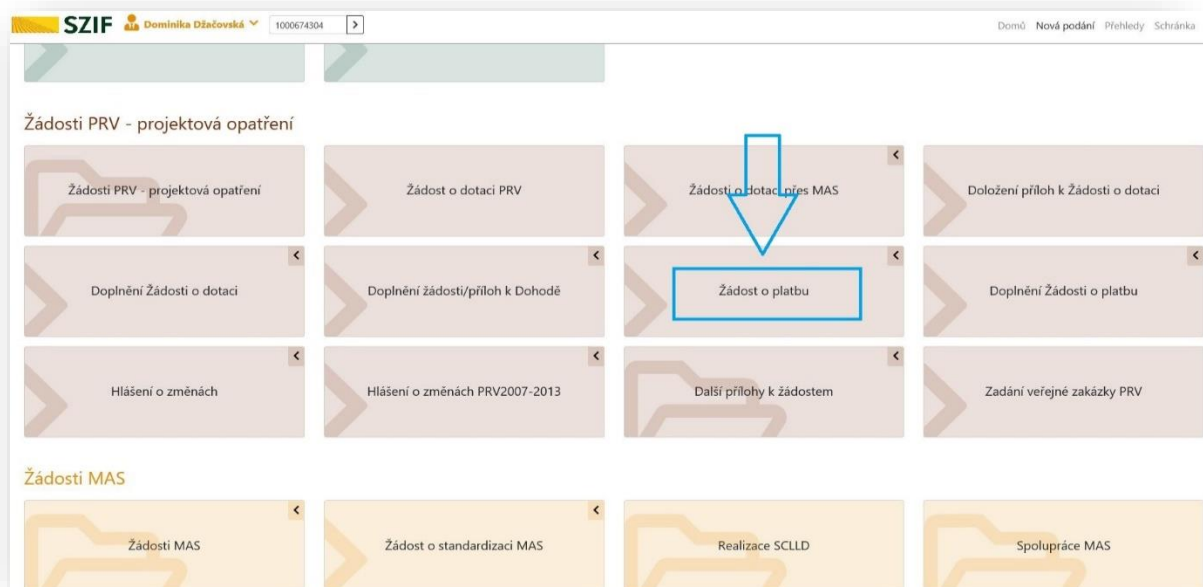 SZIF Dominika Džačovská 1000674304 Domů Nová podání Přehledy Schránka
Žádosti PRV - projektová opatření
Žádosti PRV - projektová opatření Žádost o dotaci PRV Žádosti o dotaci přes MAS Doložení příloh k Žádosti o dotaci
Doplnění Žádosti o dotaci Doplnění žádosti/příloh k Dohodě Žádost o platbu Doplnění Žádosti o platbu
Hlášení o změnách Hlášení o změnách PRV2007-2013 Další přílohy k žádostem Zadání veřejné zakázky PRV
Žádosti MAS
Žádosti MAS Žádost o standardizaci MAS Realizace SCLLD Spolupráce MAS